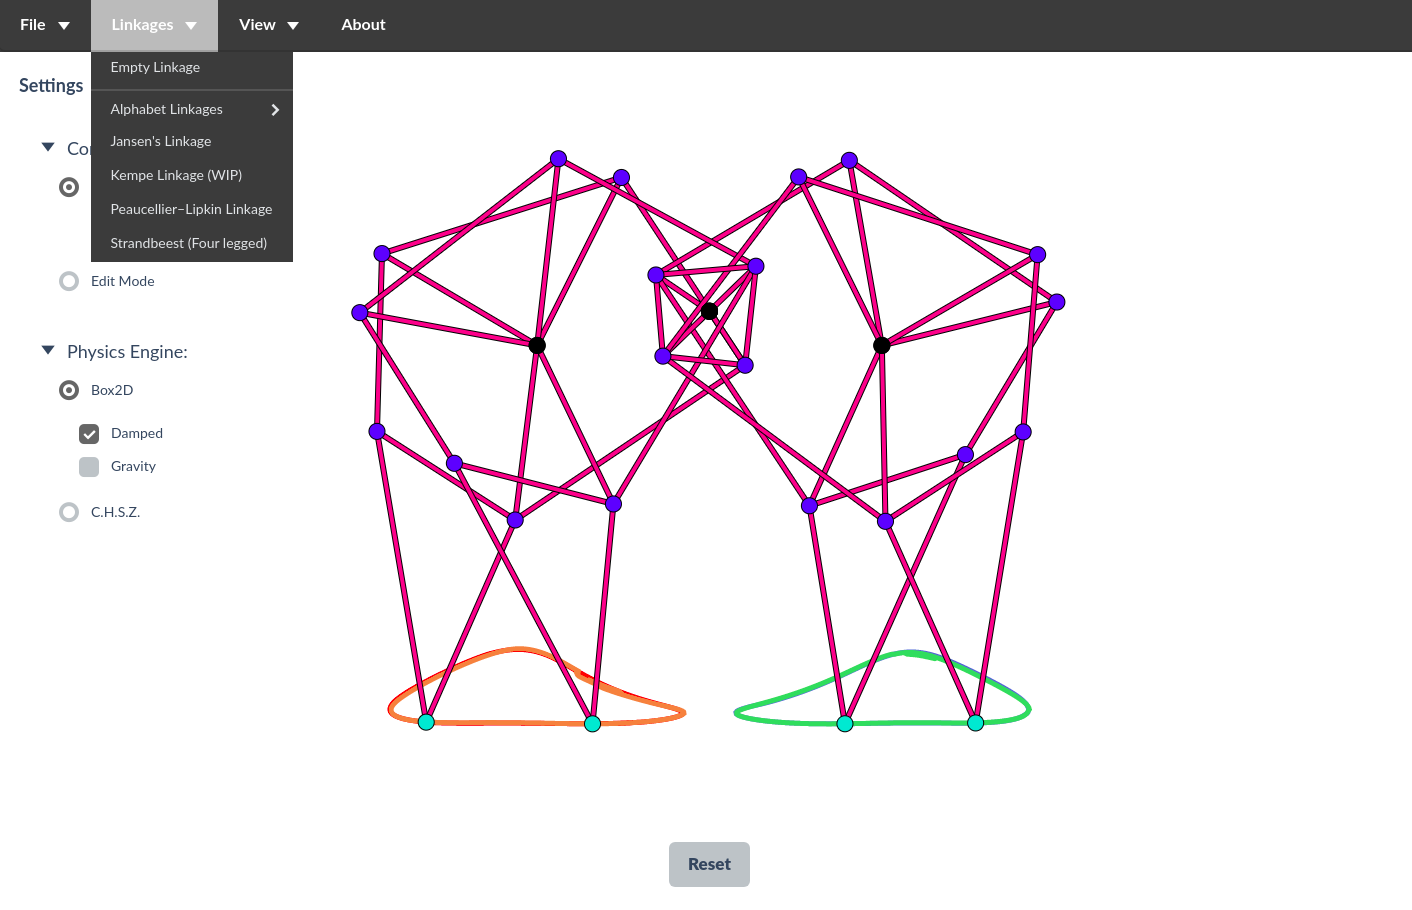 File
Linkages
View
About
Empty Linkage
Settings
Alphabet Linkages
Jansen's Linkage
Kempe Linkage (WIP)
Peaucellier–Lipkin Linkage
Strandbeest (Four legged)
Edit Mode
Physics Engine:
Box2D
Damped
Gravity
C.H.S.Z.
Reset